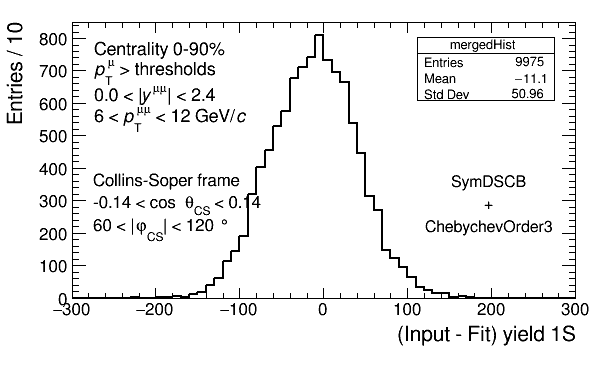 Entries / 10
800
700
600
500
400
300
200
100
0
Centrality 0-90%
p_T^μ > thresholds
0.0 < |y^μμ| < 2.4
6 < p_T^μμ < 12 GeV/c
Collins-Soper frame
-0.14 < cos θ_CS < 0.14
60 < |φ_CS| < 120 °
mergedHist
Entries 9975
Mean −11.1
Std Dev 50.96
SymDSCB
+
ChebychevOrder3
−300 −200 −100 0 100 200 300
(Input - Fit) yield 1S